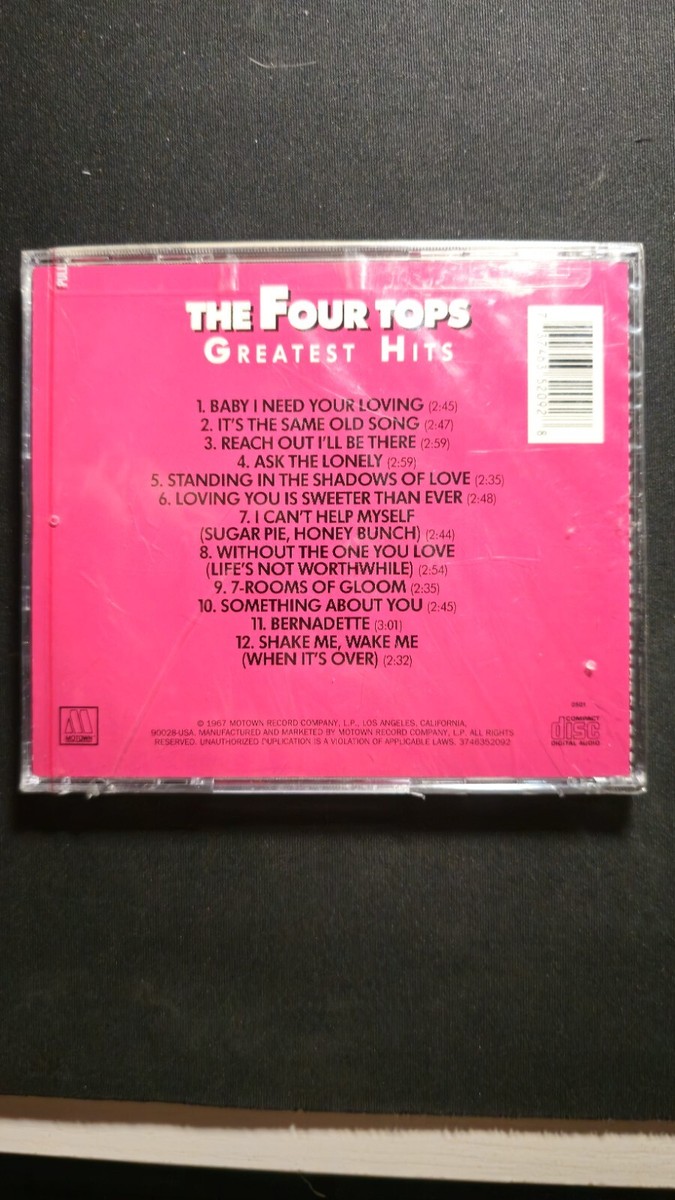 PULL
THE FOUR TOPS
GREATEST HITS
1. BABY I NEED YOUR LOVING (2:45)
2. IT'S THE SAME OLD SONG (2:47)
3. REACH OUT I'LL BE THERE (2:59)
4. ASK THE LONELY (2:59)
5. STANDING IN THE SHADOWS OF LOVE (2:35)
6. LOVING YOU IS SWEETER THAN EVER (2:48)
7. I CAN'T HELP MYSELF
(SUGAR PIE, HONEY BUNCH) (2:44)
8. WITHOUT THE ONE YOU LOVE
(LIFE'S NOT WORTHWHILE) (2:54)
9. 7-ROOMS OF GLOOM (2:35)
10. SOMETHING ABOUT YOU (2:45)
11. BERNADETTE (3:01)
12. SHAKE ME, WAKE ME
(WHEN IT'S OVER) (2:32)
© 1967 MOTOWN RECORD COMPANY, L.P., LOS ANGELES, CALIFORNIA,
90028-USA. MANUFACTURED AND MARKETED BY MOTOWN RECORD COMPANY, L.P. ALL RIGHTS
RESERVED. UNAUTHORIZED DUPLICATION IS A VIOLATION OF APPLICABLE LAWS. 3746352092
M
MOTOWN
0501
COMPACT
disc
DIGITAL AUDIO
52092 6